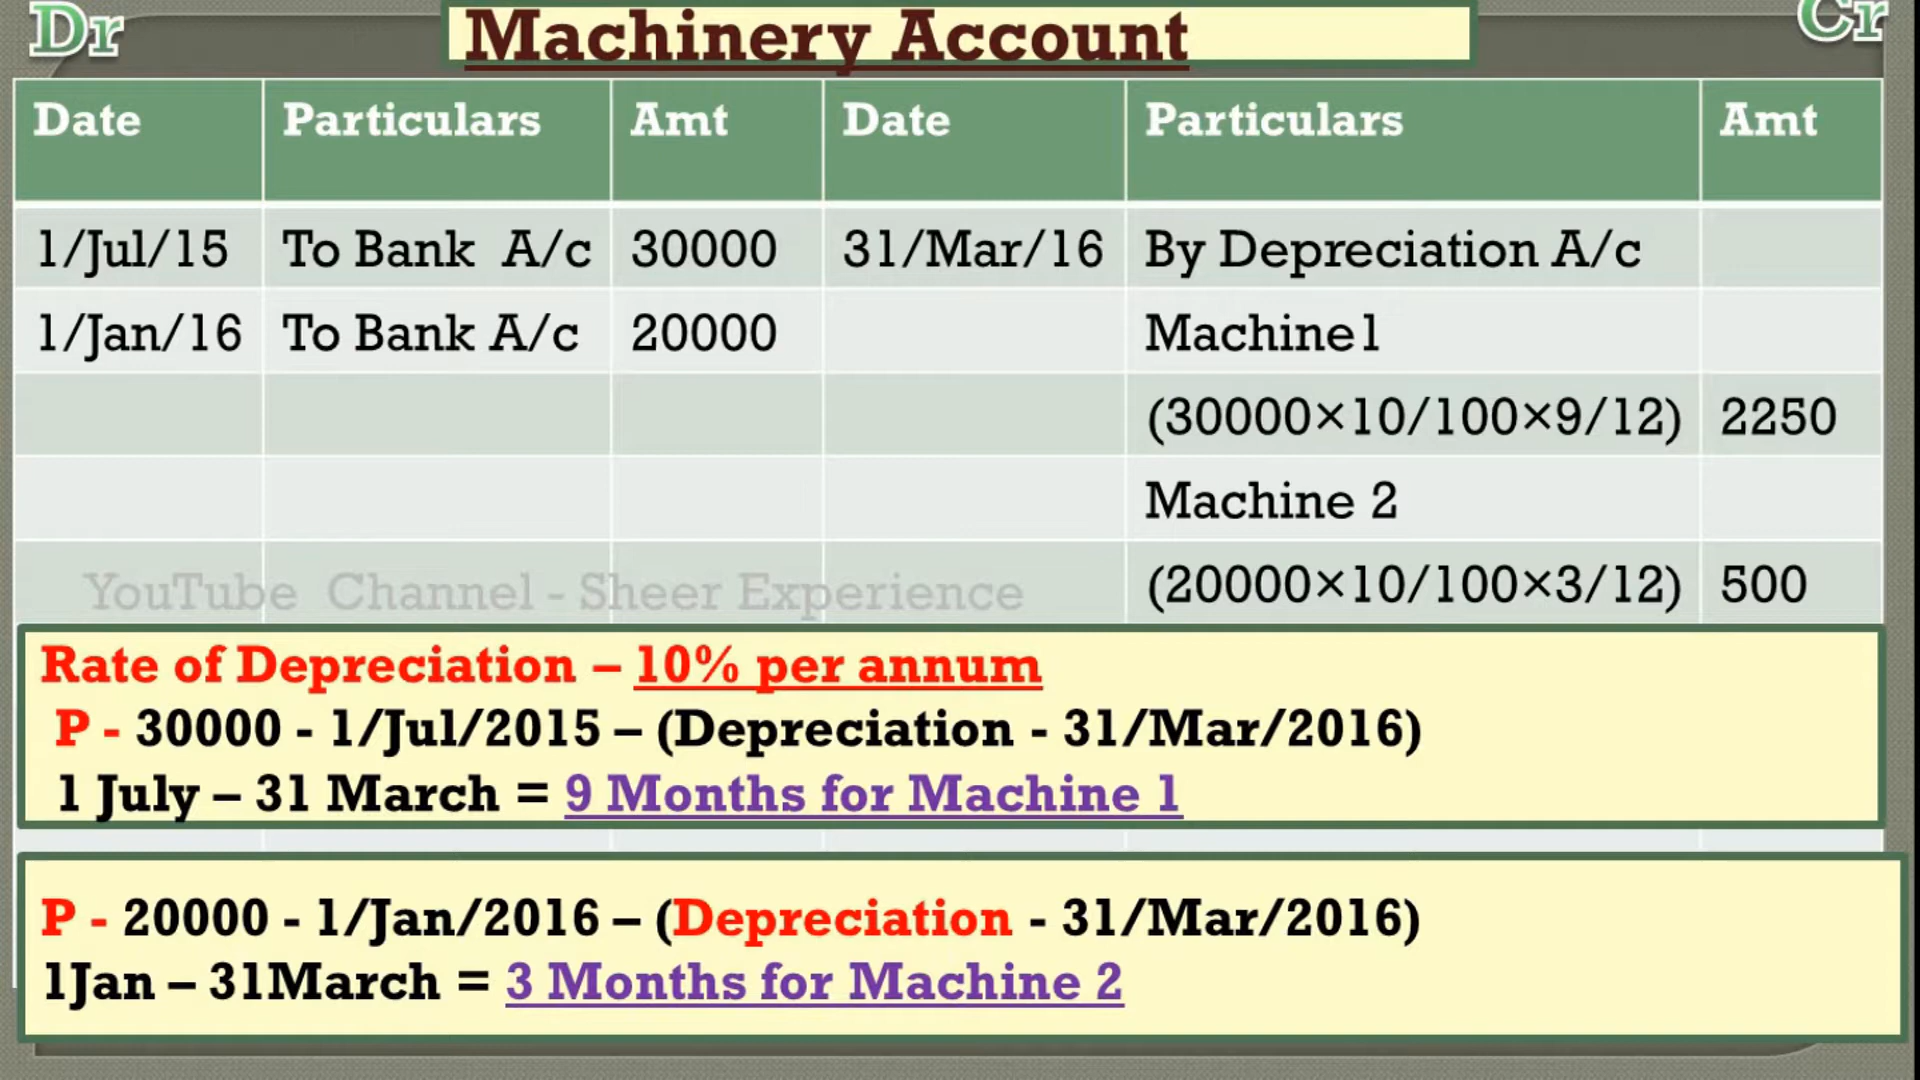 Dr Machinery Account Cr
Date Particulars Amt Date Particulars Amt
1/Jul/15 To Bank A/c 30000 31/Mar/16 By Depreciation A/c
1/Jan/16 To Bank A/c 20000 Machine1
(30000×10/100×9/12) 2250
Machine 2
YouTube Channel - Sheer Experience (20000×10/100×3/12) 500
Rate of Depreciation – 10% per annum
P - 30000 - 1/Jul/2015 – (Depreciation - 31/Mar/2016)
1 July – 31 March = 9 Months for Machine 1
P - 20000 - 1/Jan/2016 – (Depreciation - 31/Mar/2016)
1Jan – 31March = 3 Months for Machine 2